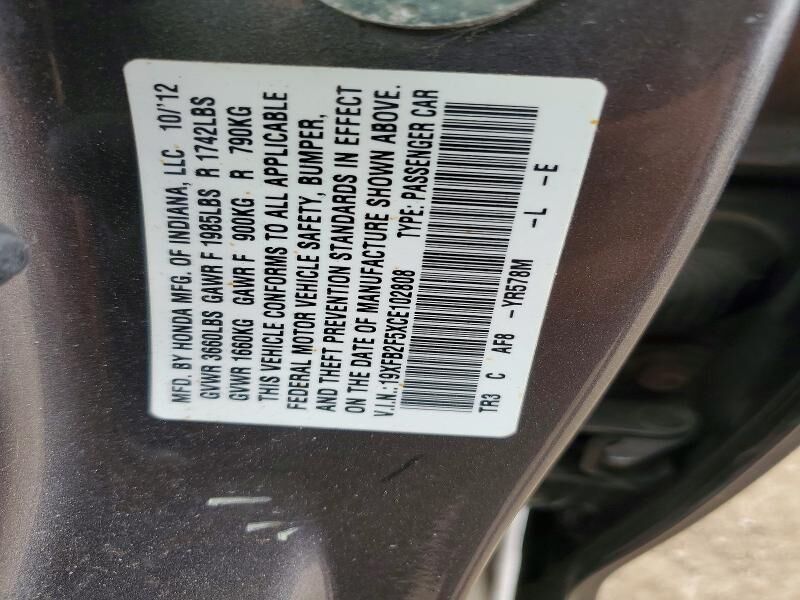 MFD. BY HONDA MFG. OF INDIANA, LLC 10/'12
GVWR 3660LBS GAWR F 1985LBS R 1742LBS
GVWR 1660KG GAWR F 900KG R 790KG
THIS VEHICLE CONFORMS TO ALL APPLICABLE
FEDERAL MOTOR VEHICLE SAFETY, BUMPER,
AND THEFT PREVENTION STANDARDS IN EFFECT
ON THE DATE OF MANUFACTURE SHOWN ABOVE.
V.I.N.:19XFB2F5XCE102808 TYPE: PASSENGER CAR
TR3 C AF8 -YR578M -L -E